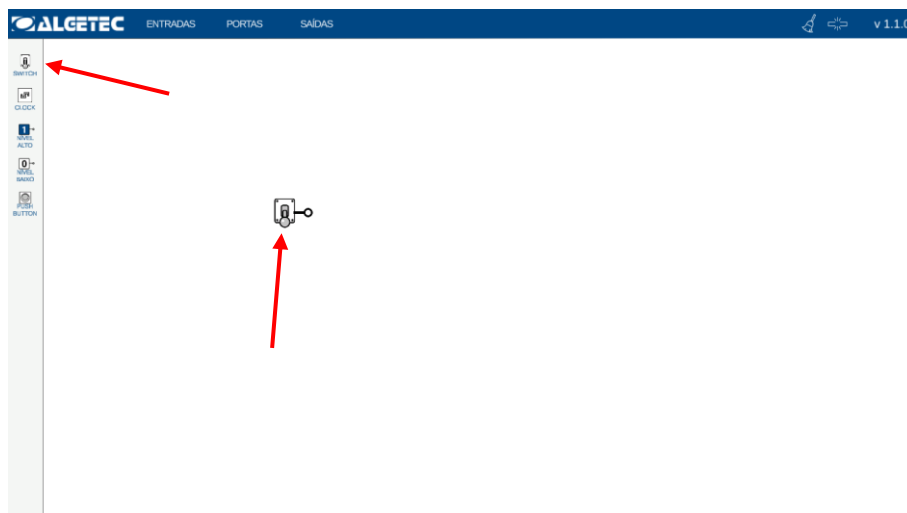 ALGETEC ENTRADAS PORTAS SAÍDAS v 1.1.0
SWITCH
CLOCK
1
NÍVEL
ALTO
0
NÍVEL
BAIXO
PUSH
BUTTON